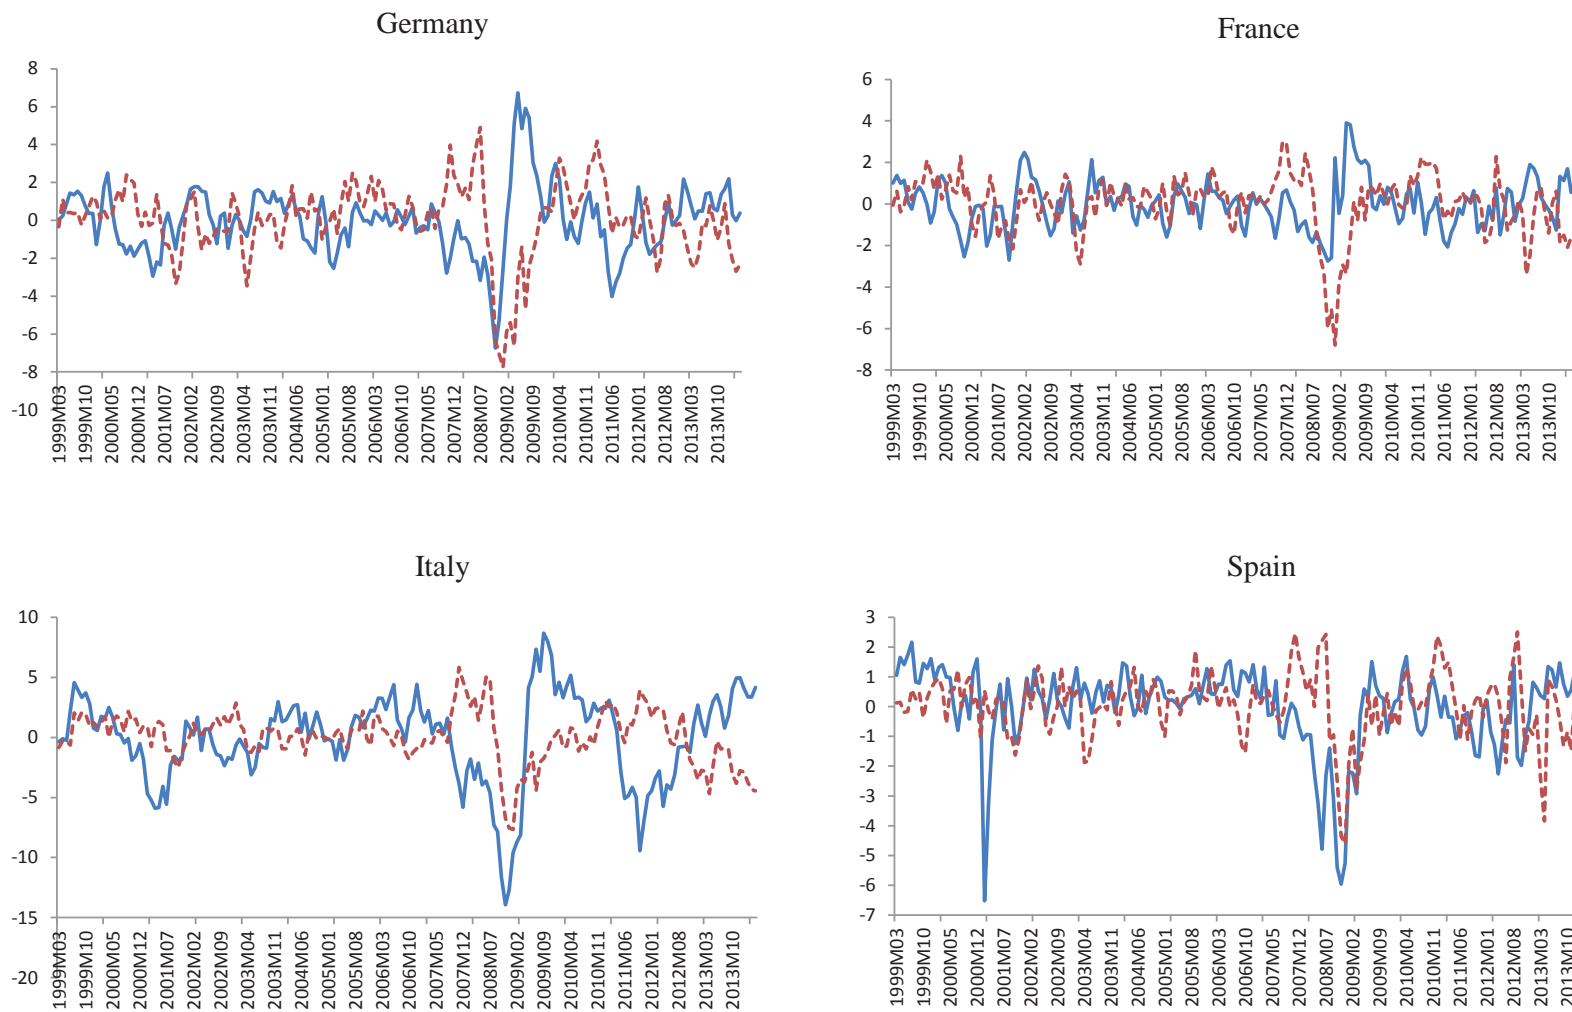 Germany
8
6
4
2
0
-2
-4
-6
-8
-10
1999M03
1999M10
2000M05
2000M12
2001M07
2002M02
2002M09
2003M04
2003M11
2004M06
2005M01
2005M08
2006M03
2006M10
2007M05
2007M12
2008M07
2009M02
2009M09
2010M04
2010M11
2011M06
2012M01
2012M08
2013M03
2013M10
France
6
4
2
0
-2
-4
-6
-8
1999M03
1999M10
2000M05
2000M12
2001M07
2002M02
2002M09
2003M04
2003M11
2004M06
2005M01
2005M08
2006M03
2006M10
2007M05
2007M12
2008M07
2009M02
2009M09
2010M04
2010M11
2011M06
2012M01
2012M08
2013M03
2013M10
Italy
10
5
0
-5
-10
-15
-20
1999M03
1999M10
2000M05
2000M12
2001M07
2002M02
2002M09
2003M04
2003M11
2004M06
2005M01
2005M08
2006M03
2006M10
2007M05
2007M12
2008M07
2009M02
2009M09
2010M04
2010M11
2011M06
2012M01
2012M08
2013M03
2013M10
Spain
3
2
1
0
-1
-2
-3
-4
-5
-6
-7
1999M03
1999M10
2000M05
2000M12
2001M07
2002M02
2002M09
2003M04
2003M11
2004M06
2005M01
2005M08
2006M03
2006M10
2007M05
2007M12
2008M07
2009M02
2009M09
2010M04
2010M11
2011M06
2012M01
2012M08
2013M03
2013M10